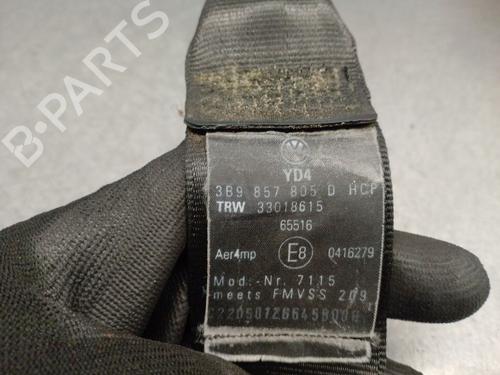 B-PARTS
YD4
3B9 857 805 D HCP
TRW 33018615
65516
Aer4mp E8 0416279
Mod.-Nr. 7115
meets FMVSS 209